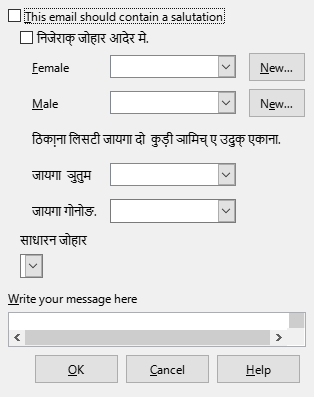 This email should contain a salutation
निजेराक् जोहार आदेर मे.
Female
New...
Male
New...
ठिका़ना लिसटी जायगा दो कुड़ी ञामिच् ए उदुक् एकाना.
जायगा ञुतुम
जायगा गोनोङ.
साधारन जोहार
Write your message here
OK
Cancel
Help